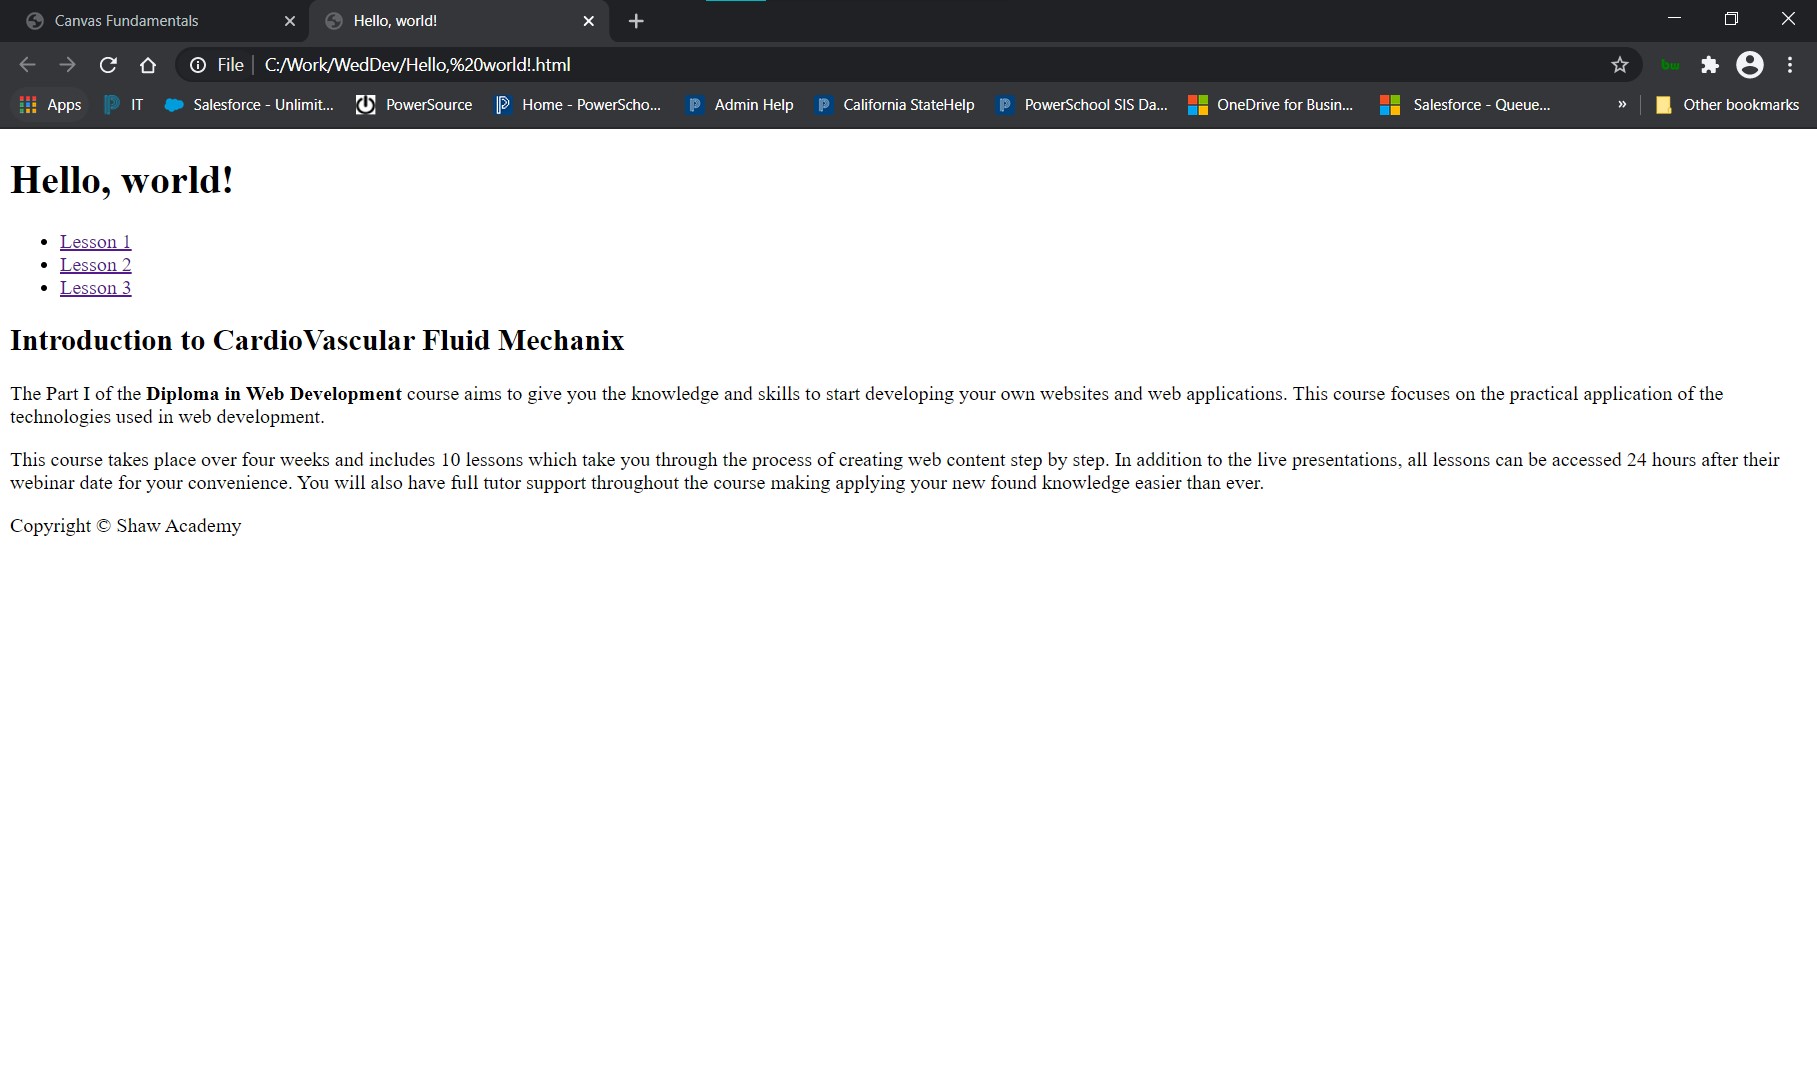 Canvas Fundamentals
Hello, world!
File C:/Work/WedDev/Hello,%20world!.html
bw
Apps IT Salesforce - Unlimit... PowerSource Home - PowerScho... Admin Help California StateHelp PowerSchool SIS Da... OneDrive for Busin... Salesforce - Queue... » Other bookmarks
Hello, world!
• Lesson 1
• Lesson 2
• Lesson 3
Introduction to CardioVascular Fluid Mechanix
The Part I of the Diploma in Web Development course aims to give you the knowledge and skills to start developing your own websites and web applications. This course focuses on the practical application of the
technologies used in web development.
This course takes place over four weeks and includes 10 lessons which take you through the process of creating web content step by step. In addition to the live presentations, all lessons can be accessed 24 hours after their
webinar date for your convenience. You will also have full tutor support throughout the course making applying your new found knowledge easier than ever.
Copyright © Shaw Academy